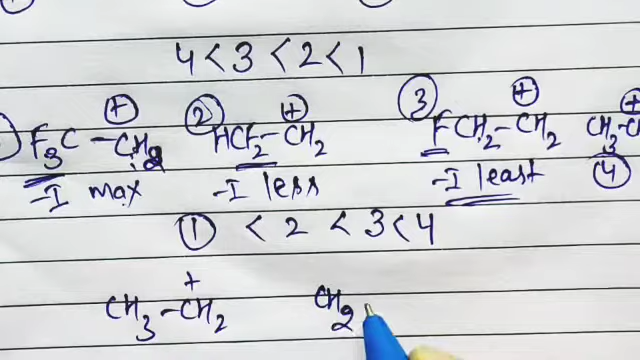 4 < 3 < 2 < 1
F3C – CH2 (+) (2) HCF2 – CH2 (+) (3) FCH2 – CH2 (+) CH3 – C (+)
-I max -I less -I least (4)
(1) < 2 < 3 < 4
CH3 – CH2 + CH2